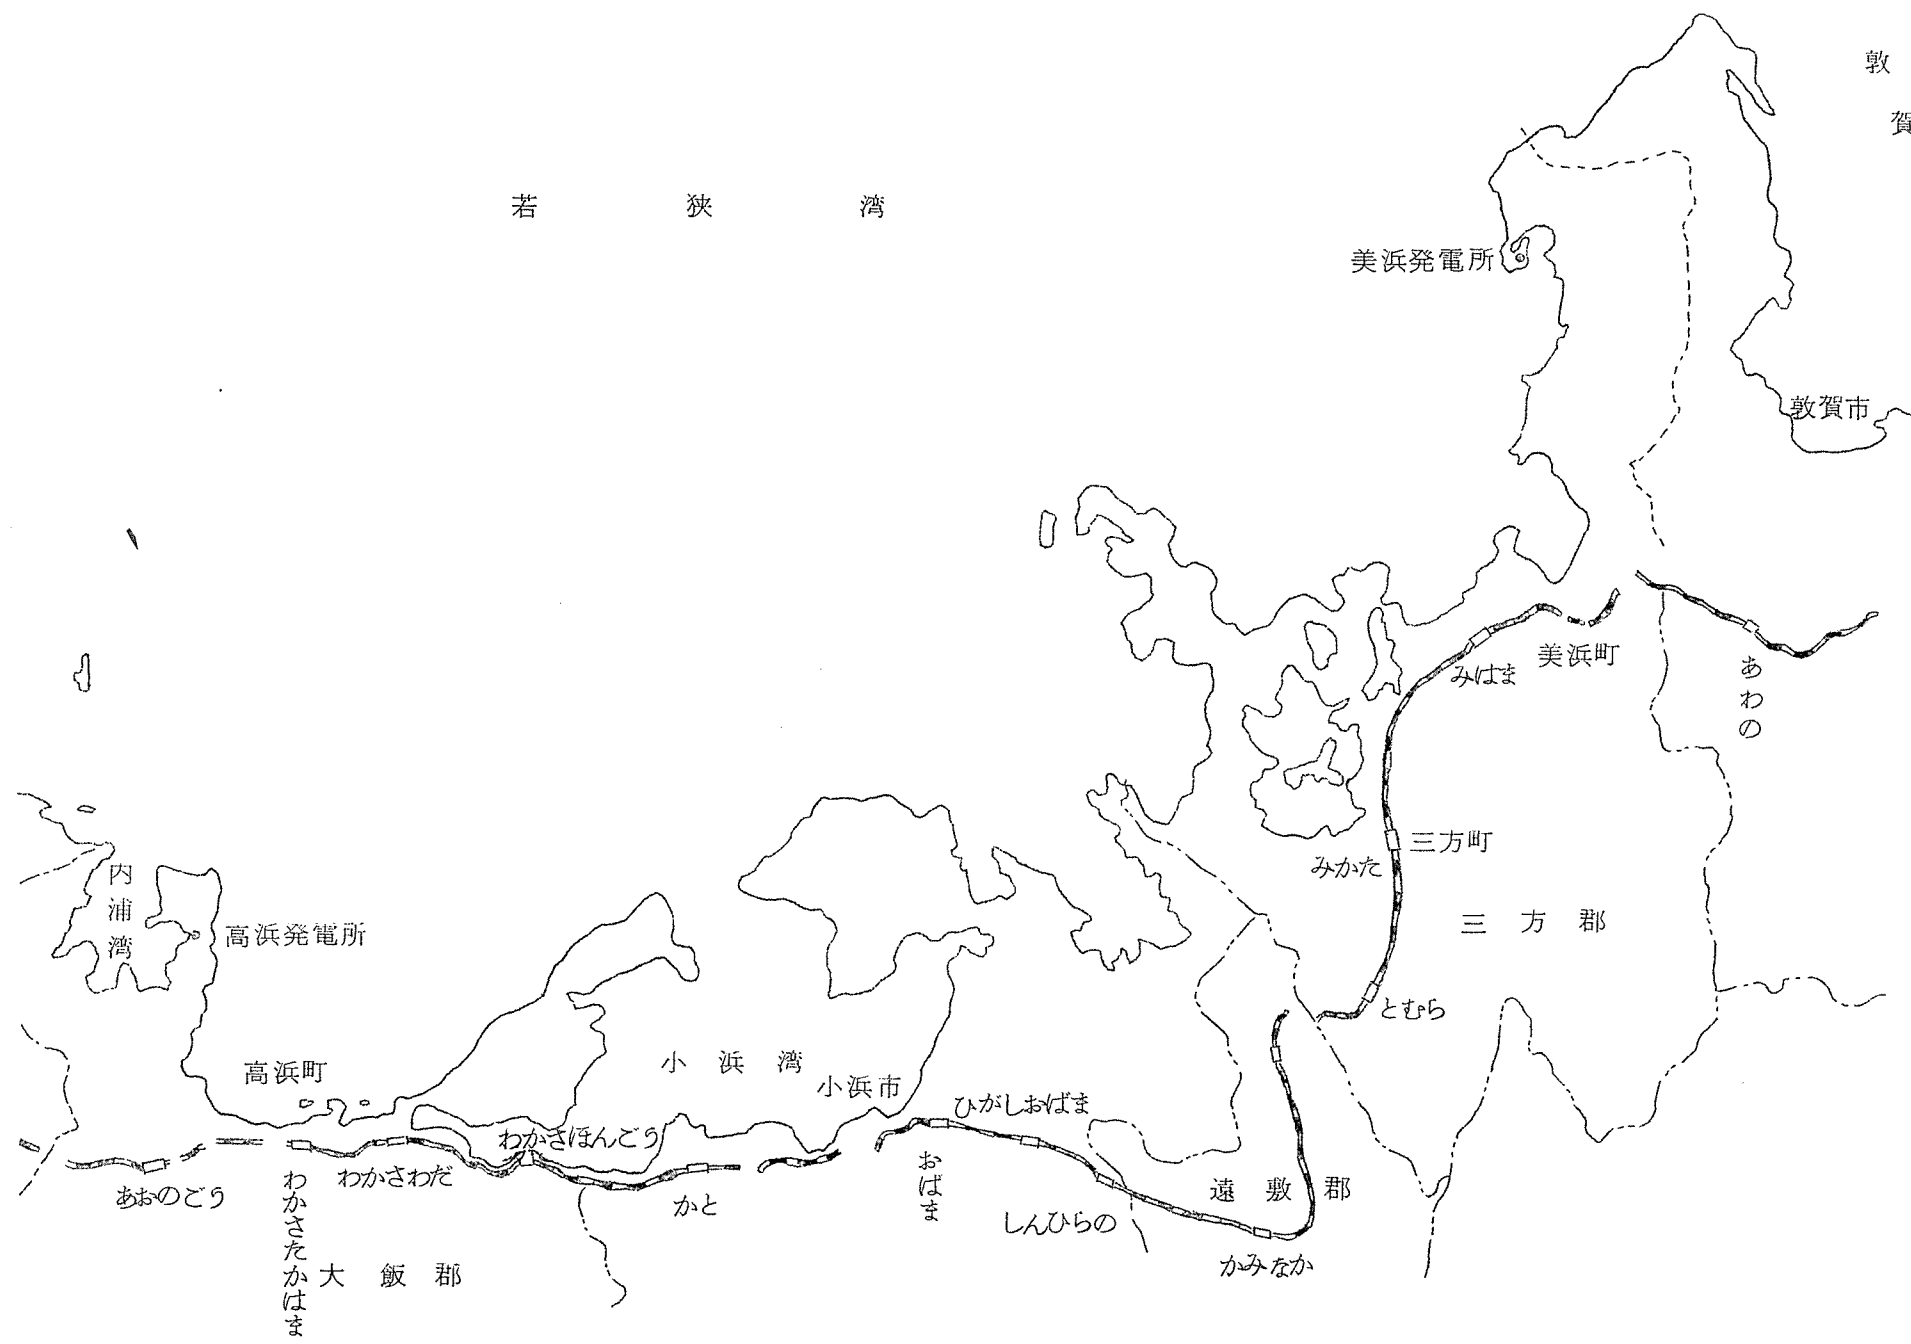 敦
賀
若狭湾
美浜発電所
敦賀市
美浜町
みはま
あわの
三方町
みかた
三方郡
とむら
内浦湾
高浜発電所
高浜町
小浜湾
小浜市
ひがしおばま
わかさほんごう
わかさわだ
あおのごう
かと
おばま
遠敷郡
しんひらの
かみなか
わかさたかはま
大飯郡